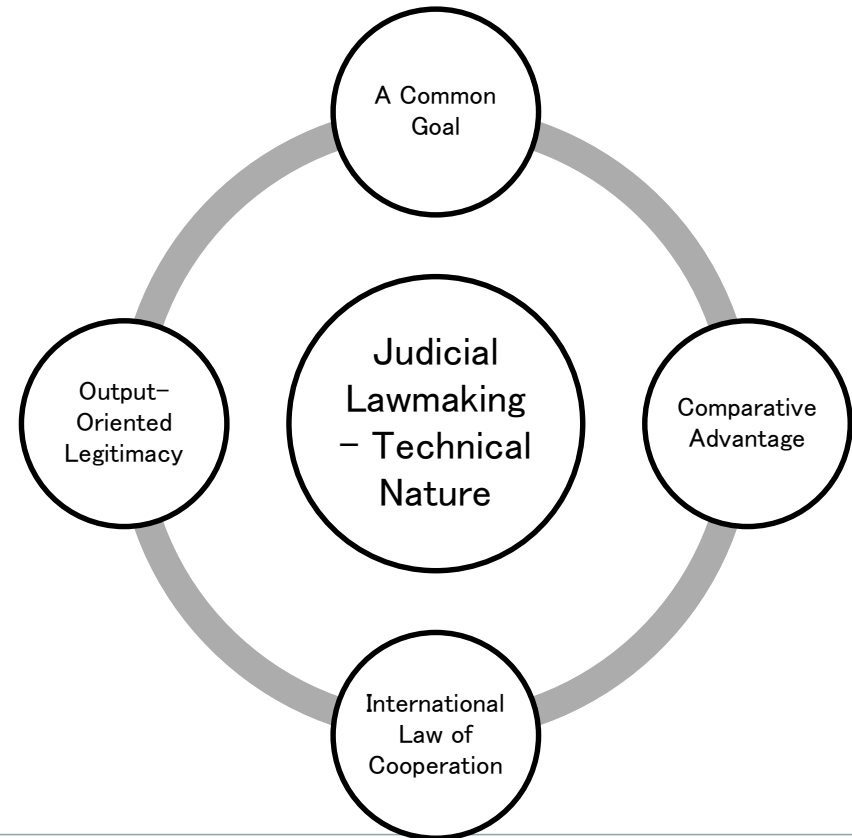 A Common
Goal
Judicial
Lawmaking
– Technical
Nature
Output-
Oriented
Legitimacy
Comparative
Advantage
International
Law of
Cooperation